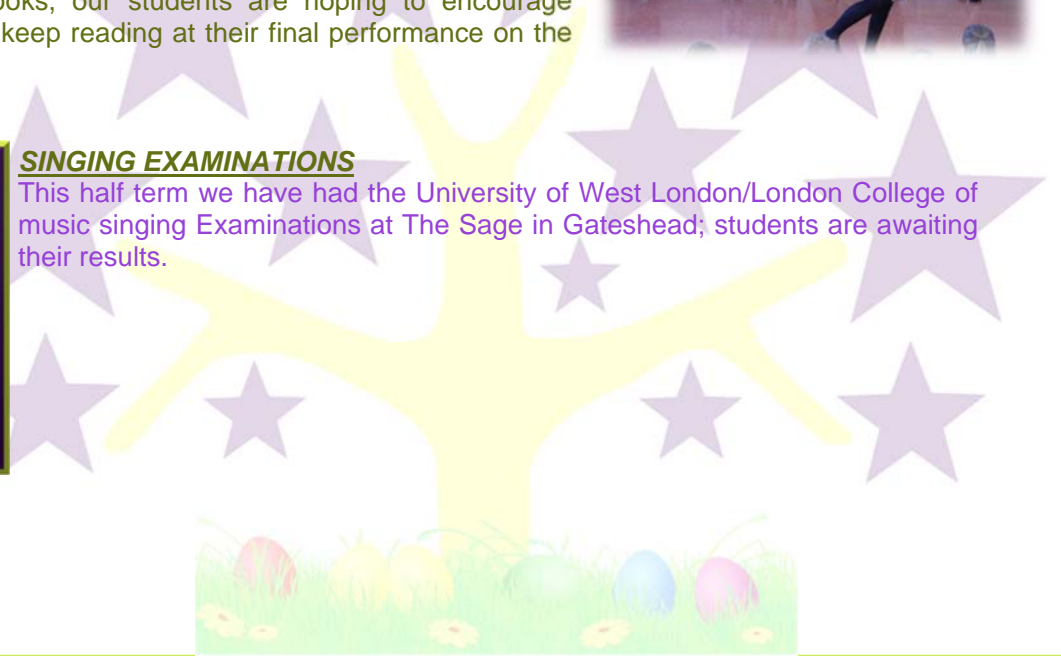 ooks, our students are hoping to encourage
keep reading at their final performance on the
SINGING EXAMINATIONS
This half term we have had the University of West London/London College of
music singing Examinations at The Sage in Gateshead; students are awaiting
their results.